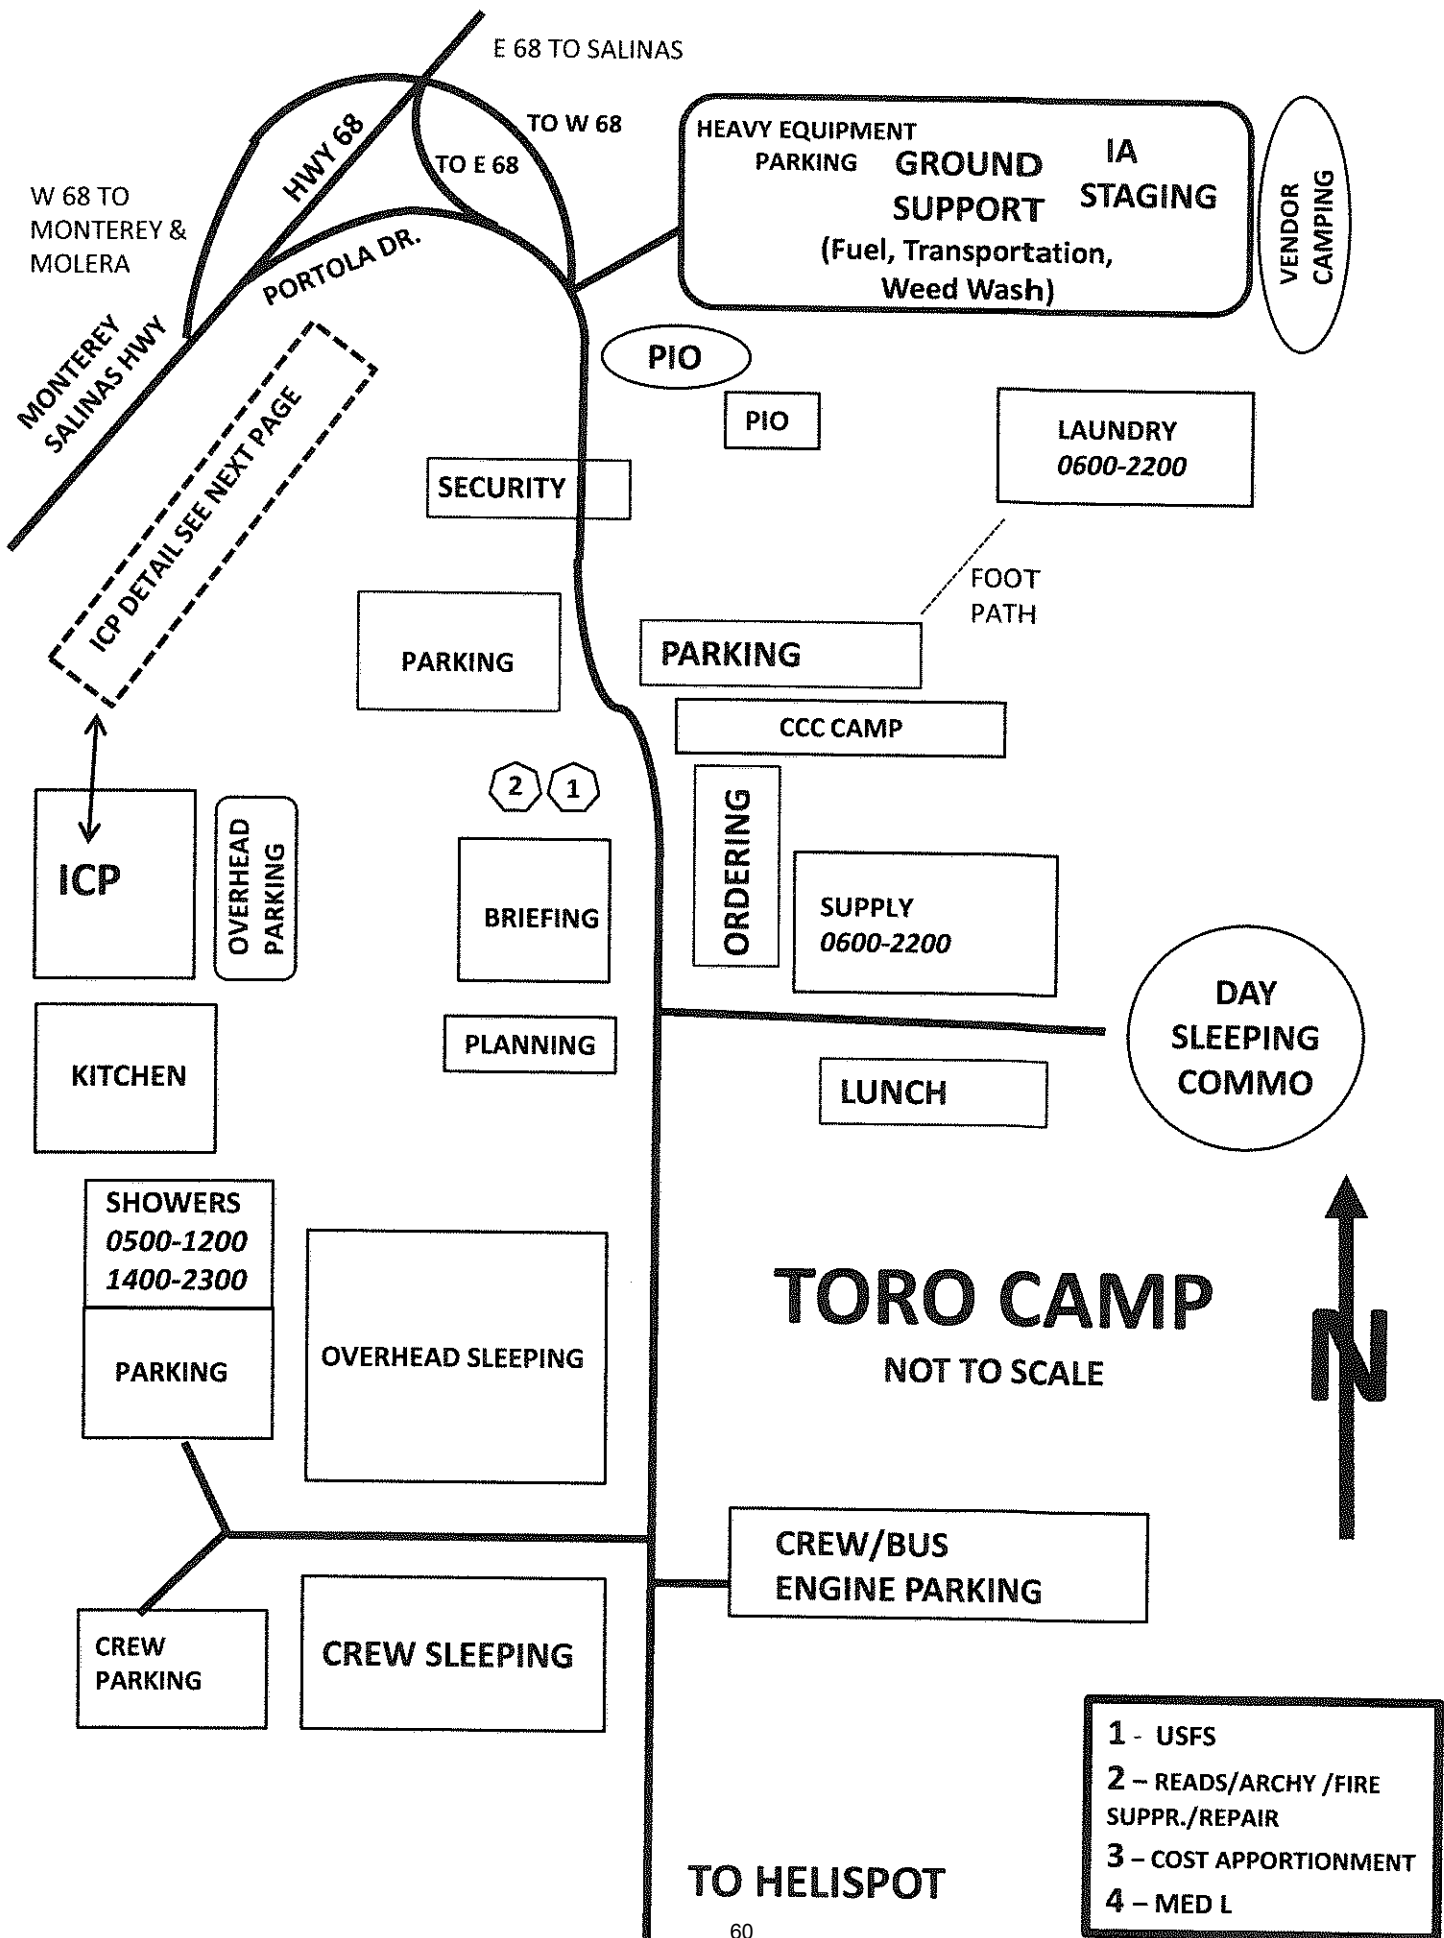 E 68 TO SALINAS
HWY 68
TO W 68
TO E 68
W 68 TO
MONTEREY &
MOLERA
PORTOLA DR.
MONTEREY
SALINAS HWY
HEAVY EQUIPMENT
PARKING
GROUND
SUPPORT
(Fuel, Transportation,
Weed Wash)
IA
STAGING
VENDOR
CAMPING
PIO
PIO
LAUNDRY
0600-2200
SECURITY
ICP DETAIL SEE NEXT PAGE
FOOT
PATH
PARKING
PARKING
CCC CAMP
2
1
ICP
OVERHEAD
PARKING
BRIEFING
ORDERING
SUPPLY
0600-2200
DAY
SLEEPING
COMMO
KITCHEN
PLANNING
LUNCH
SHOWERS
0500-1200
1400-2300
PARKING
OVERHEAD SLEEPING
TORO CAMP
NOT TO SCALE
N
CREW/BUS
ENGINE PARKING
CREW
PARKING
CREW SLEEPING
1 - USFS
2 – READS/ARCHY /FIRE
SUPPR./REPAIR
3 – COST APPORTIONMENT
4 – MED L
TO HELISPOT
60